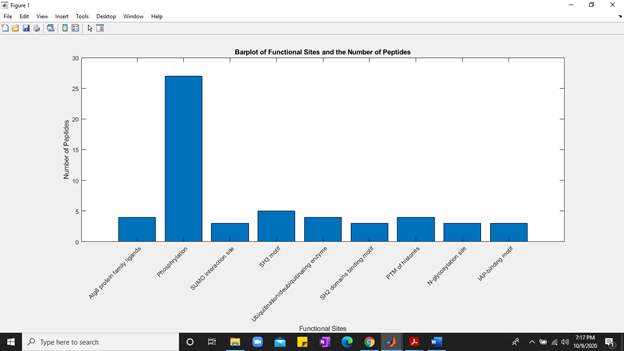 Figure 1
File Edit View Insert Tools Desktop Window Help
Barplot of Functional Sites and the Number of Peptides
30
25
20
15
10
5
0
Number of Peptides
Atg8 protein family ligands
Phosphrylation
SUMO interaction site
SH3 motif
Ubiquitination/deubiquitinating enzyme
SH2 domains binding motif
PTM of histones
N-glycosylation site
IAP-binding motif
Functional Sites
Type here to search
7:17 PM
10/9/2020